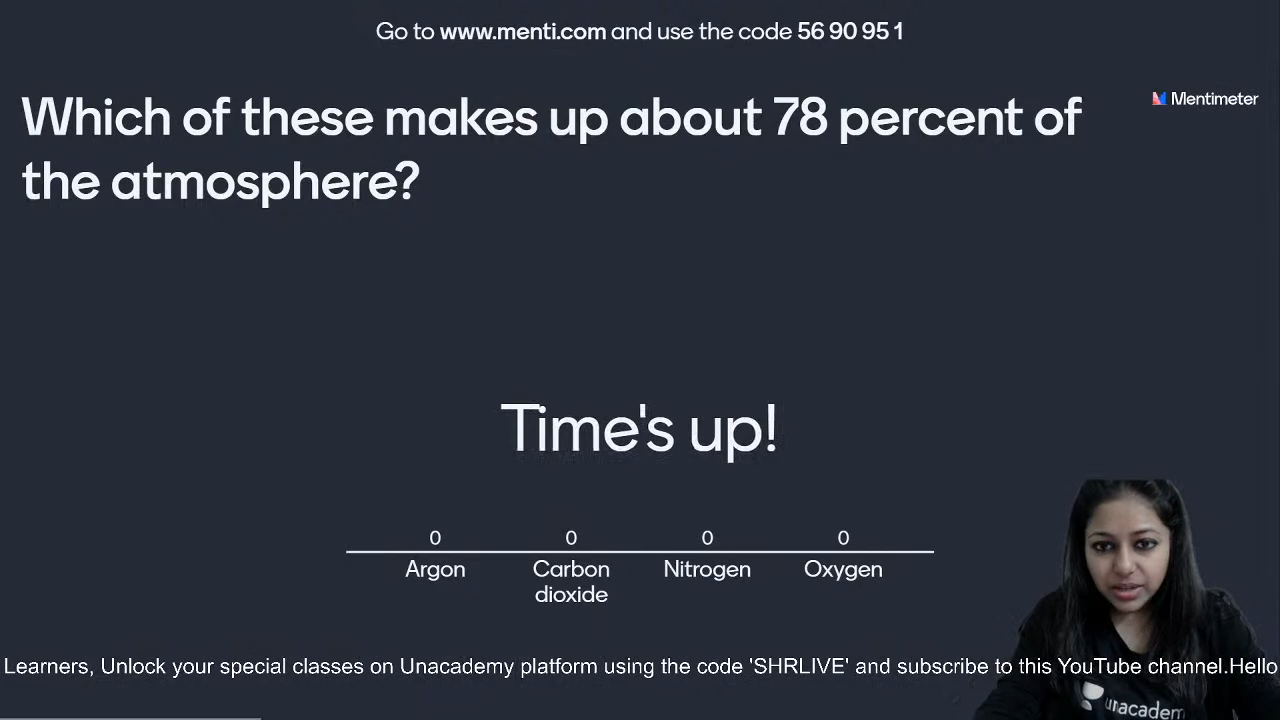 Go to www.menti.com and use the code 56 90 95 1
Which of these makes up about 78 percent of
Mentimeter
the atmosphere?
Time's up!
0 0 0 0
Argon Carbon Nitrogen Oxygen
dioxide
Learners, Unlock your special classes on Unacademy platform using the code 'SHRLIVE' and subscribe to this YouTube channel.Hello
unacademy